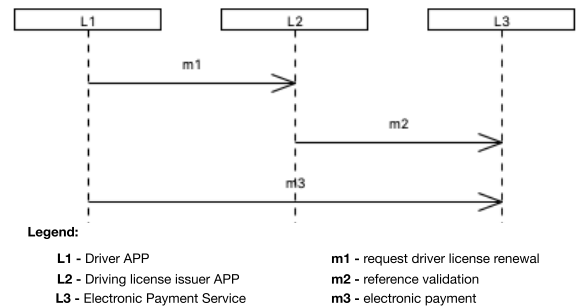 L1 L2 L3
m1
m2
m3
Legend:
L1 - Driver APP m1 - request driver license renewal
L2 - Driving license issuer APP m2 - reference validation
L3 - Electronic Payment Service m3 - electronic payment